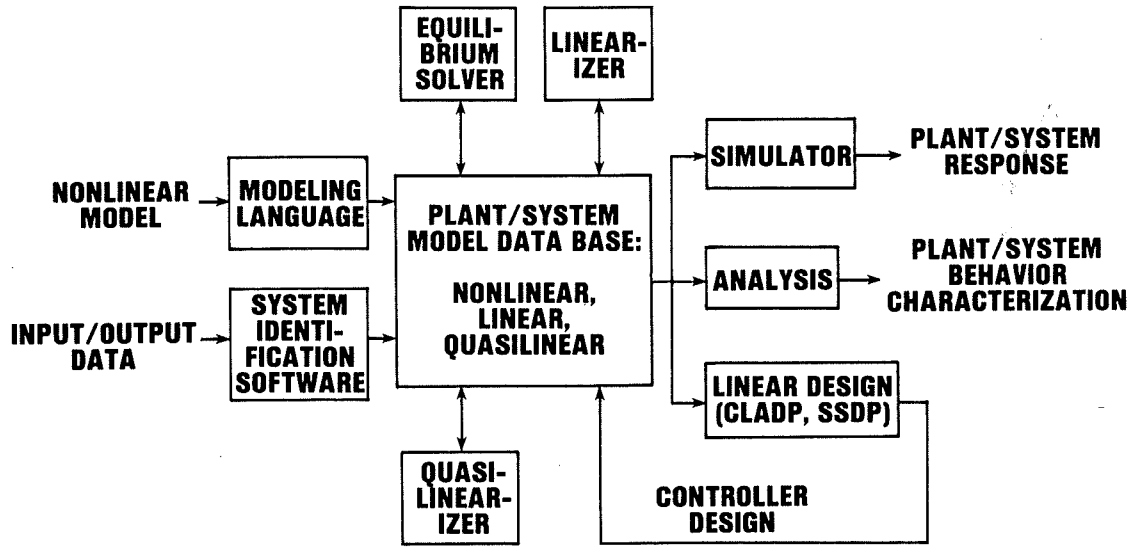 EQUILI-
BRIUM
SOLVER
LINEAR-
IZER
NONLINEAR
MODEL
MODELING
LANGUAGE
INPUT/OUTPUT
DATA
SYSTEM
IDENTI-
FICATION
SOFTWARE
PLANT/SYSTEM
MODEL DATA BASE:
NONLINEAR,
LINEAR,
QUASILINEAR
QUASI-
LINEAR-
IZER
SIMULATOR
PLANT/SYSTEM
RESPONSE
ANALYSIS
PLANT/SYSTEM
BEHAVIOR
CHARACTERIZATION
LINEAR DESIGN
(CLADP, SSDP)
CONTROLLER
DESIGN